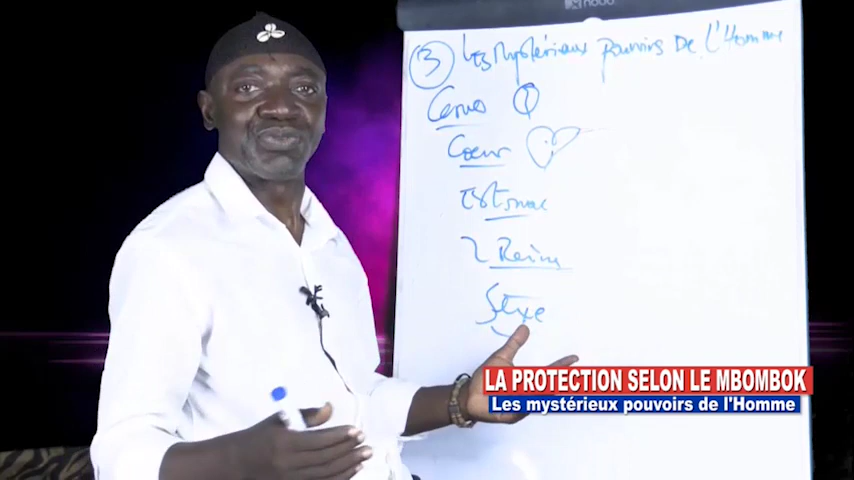 nobo
3 Les mystérieux pouvoirs De L'Homme
Coeur
Estomac
2 Reins
Sexe
LA PROTECTION SELON LE MBOMBOK
Les mystérieux pouvoirs de l'Homme